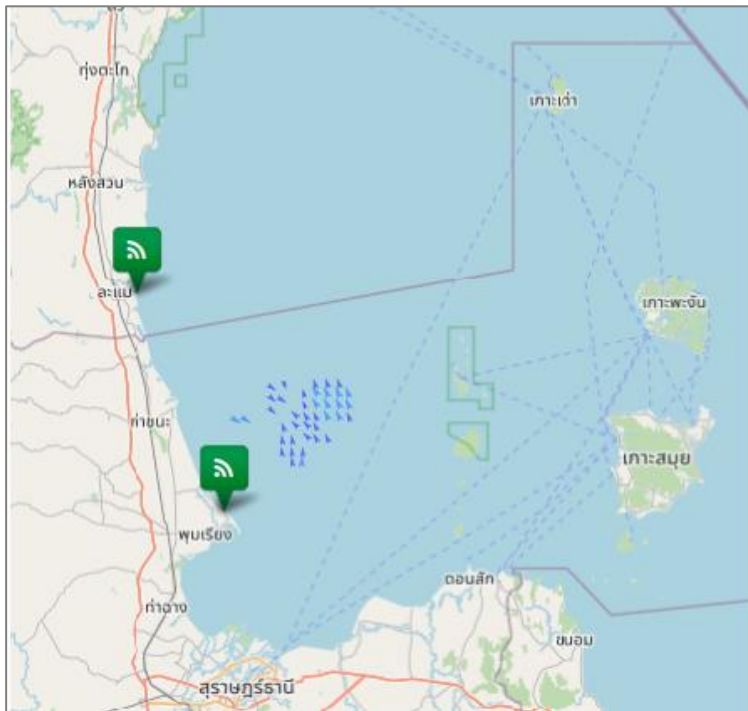 ทุ่งตะโก
เกาะเต่า
หลังสวน
ละแม
เกาะพะงัน
ท่าชนะ
เกาะสมุย
พุมเรียง
ดอนสัก
ท่าฉาง
ขนอม
สุราษฎร์ธานี